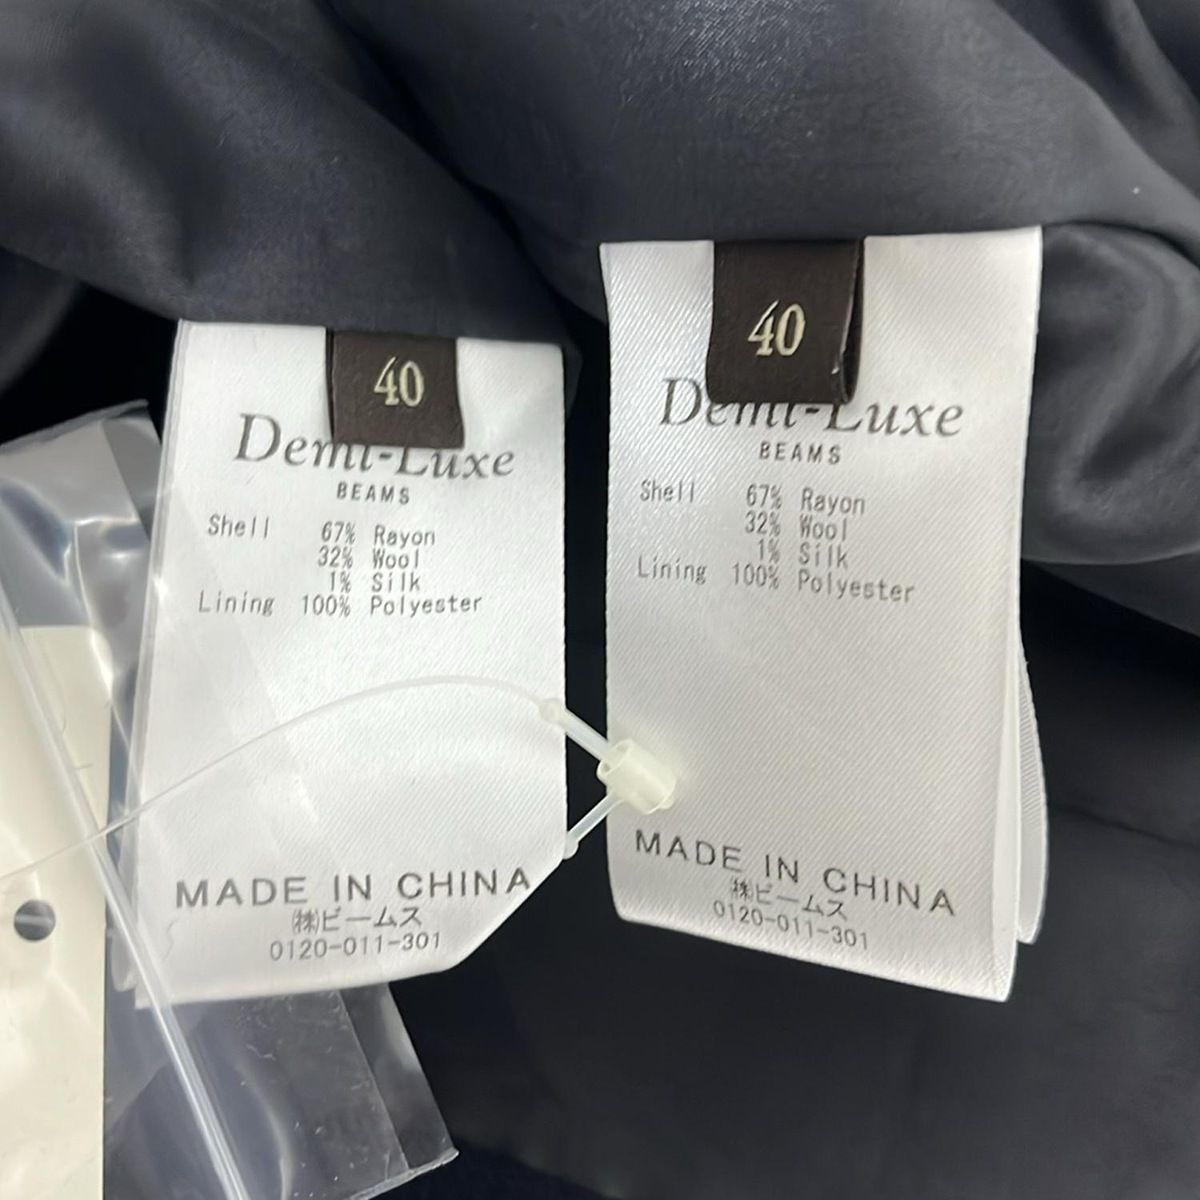 40
Demi-Luxe
BEAMS
Shell 67% Rayon
32% Wool
1% Silk
Lining 100% Polyester
MADE IN CHINA
㈱ビームス
0120-011-301
40
Demi-Luxe
BEAMS
Shell 67% Rayon
32% Wool
1% Silk
Lining 100% Polyester
MADE IN CHINA
㈱ビームス
0120-011-301